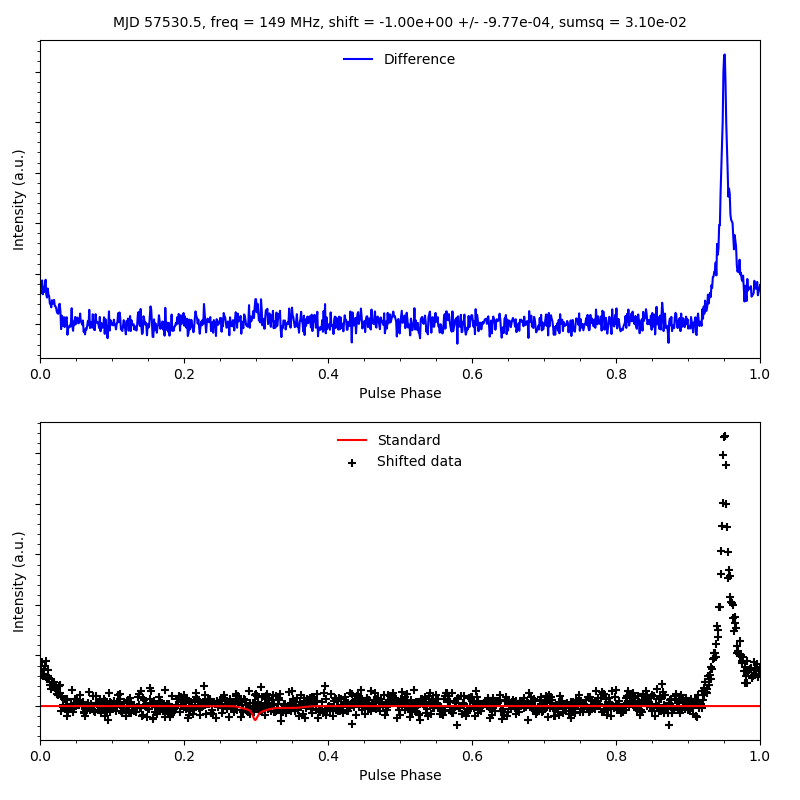 MJD 57530.5, freq = 149 MHz, shift = -1.00e+00 +/- -9.77e-04, sumsq = 3.10e-02
Difference
Intensity (a.u.)
0.0 0.2 0.4 0.6 0.8 1.0
Pulse Phase
Standard
Shifted data
Intensity (a.u.)
0.0 0.2 0.4 0.6 0.8 1.0
Pulse Phase